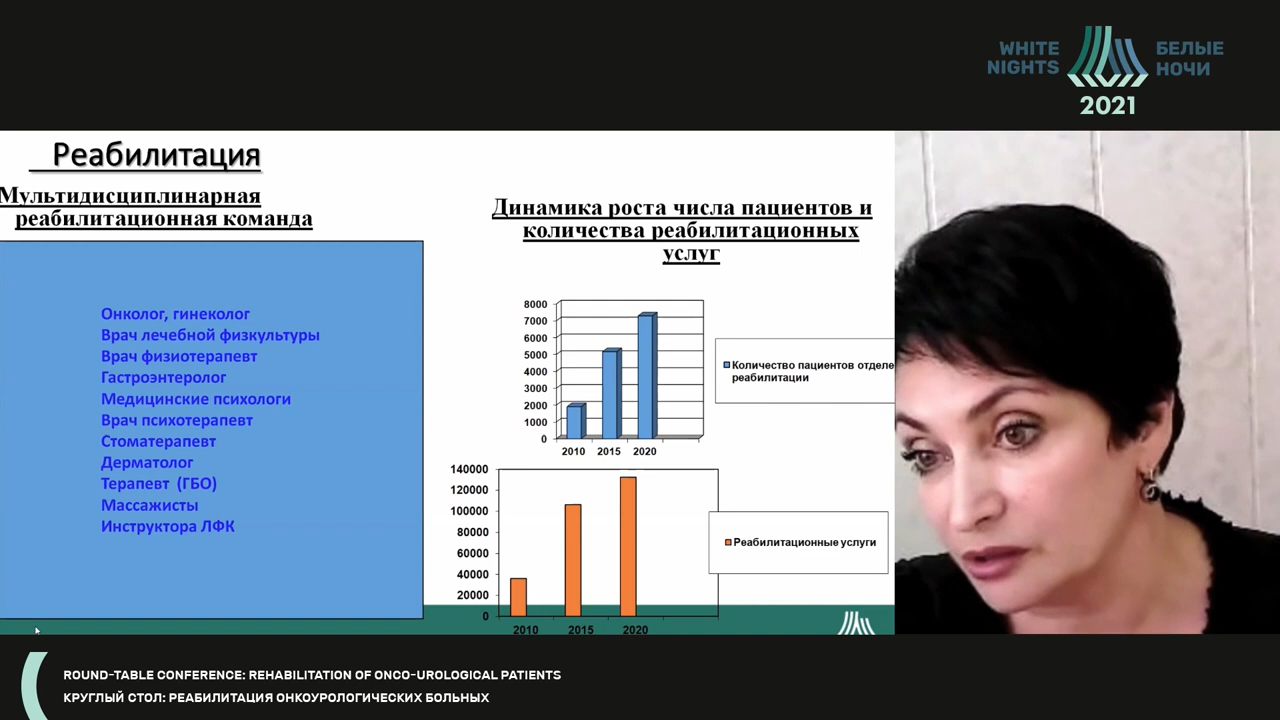 WHITE
NIGHTS
БЕЛЫЕ
НОЧИ
2021
Реабилитация
Мультидисциплинарная
реабилитационная команда
Онколог, гинеколог
Врач лечебной физкультуры
Врач физиотерапевт
Гастроэнтеролог
Медицинские психологи
Врач психотерапевт
Стоматерапевт
Дерматолог
Терапевт (ГБО)
Массажисты
Инструктора ЛФК
Динамика роста числа пациентов и
количества реабилитационных
услуг
8000
7000
6000
5000
4000
3000
2000
1000
0
2010 2015 2020
Количество пациентов отделе
реабилитации
140000
120000
100000
80000
60000
40000
20000
0
2010 2015 2020
Реабилитационные услуги
ROUND-TABLE CONFERENCE: REHABILITATION OF ONCO-UROLOGICAL PATIENTS
КРУГЛЫЙ СТОЛ: РЕАБИЛИТАЦИЯ ОНКОУРОЛОГИЧЕСКИХ БОЛЬНЫХ